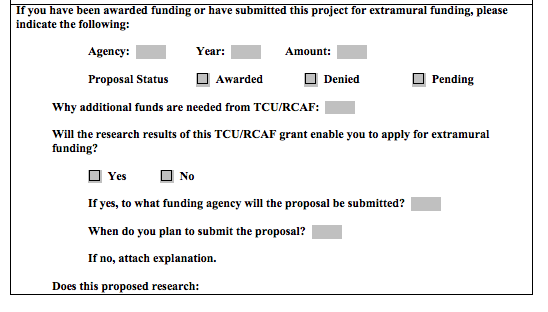 If you have been awarded funding or have submitted this project for extramural funding, please
indicate the following:
Agency: Year: Amount:
Proposal Status Awarded Denied Pending
Why additional funds are needed from TCU/RCAF:
Will the research results of this TCU/RCAF grant enable you to apply for extramural
funding?
Yes No
If yes, to what funding agency will the proposal be submitted?
When do you plan to submit the proposal?
If no, attach explanation.
Does this proposed research: